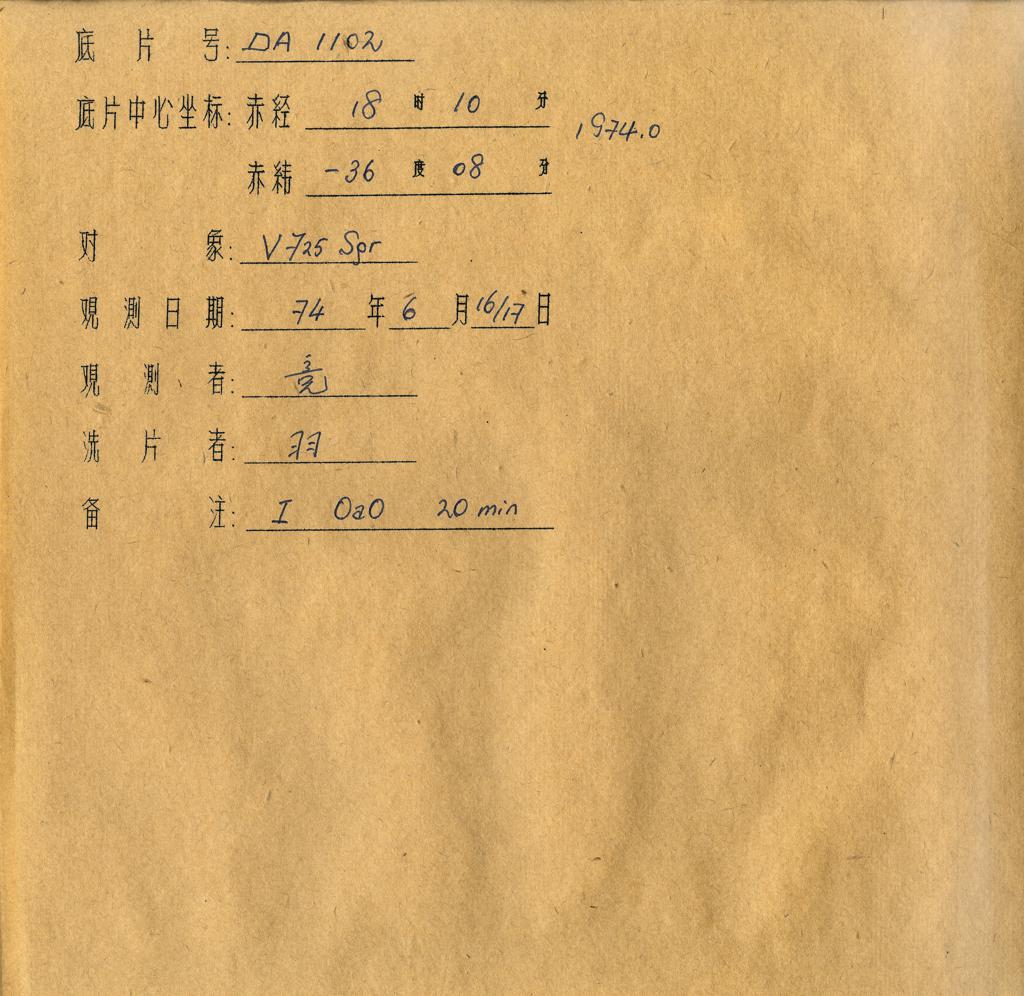 底片号: DA 1102
底片中心坐标: 赤经 18 时 10 分 1974.0
赤纬 -36 度 08 分
对象: V725 Sgr
观测日期: 74 年 6 月 16/17 日
观测者: 竟
洗片者: 羽
备注: I OaO 20 min